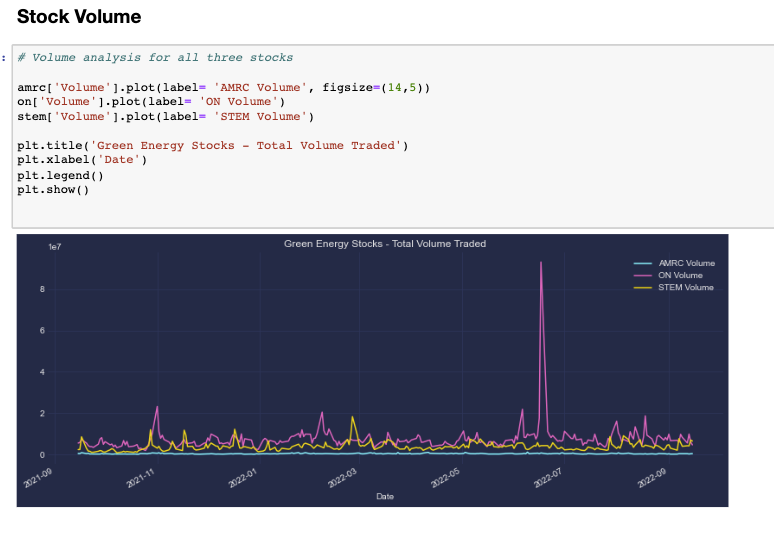 Stock Volume
:
# Volume analysis for all three stocks
amrc['Volume'].plot(label= 'AMRC Volume', figsize=(14,5))
on['Volume'].plot(label= 'ON Volume')
stem['Volume'].plot(label= 'STEM Volume')
plt.title('Green Energy Stocks - Total Volume Traded')
plt.xlabel('Date')
plt.legend()
plt.show()
Green Energy Stocks - Total Volume Traded
1e7
AMRC Volume
ON Volume
STEM Volume
8
6
4
2
0
2021-09
2021-11
2022-01
2022-03
2022-05
2022-07
2022-09
Date